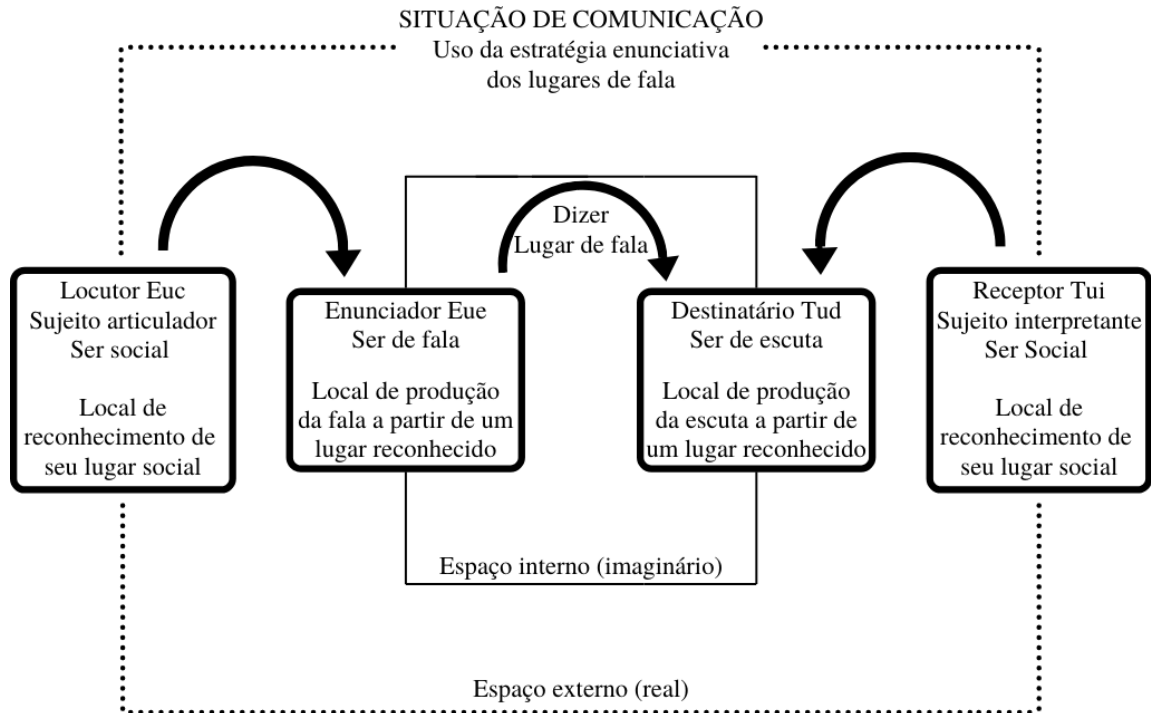 SITUAÇÃO DE COMUNICAÇÃO
Uso da estratégia enunciativa
dos lugares de fala
Dizer
Lugar de fala
Locutor Euc
Sujeito articulador
Ser social
Local de
reconhecimento de
seu lugar social
Enunciador Eue
Ser de fala
Local de produção
da fala a partir de um
lugar reconhecido
Destinatário Tud
Ser de escuta
Local de produção
da escuta a partir de
um lugar reconhecido
Receptor Tui
Sujeito interpretante
Ser Social
Local de
reconhecimento de
seu lugar social
Espaço interno (imaginário)
Espaço externo (real)